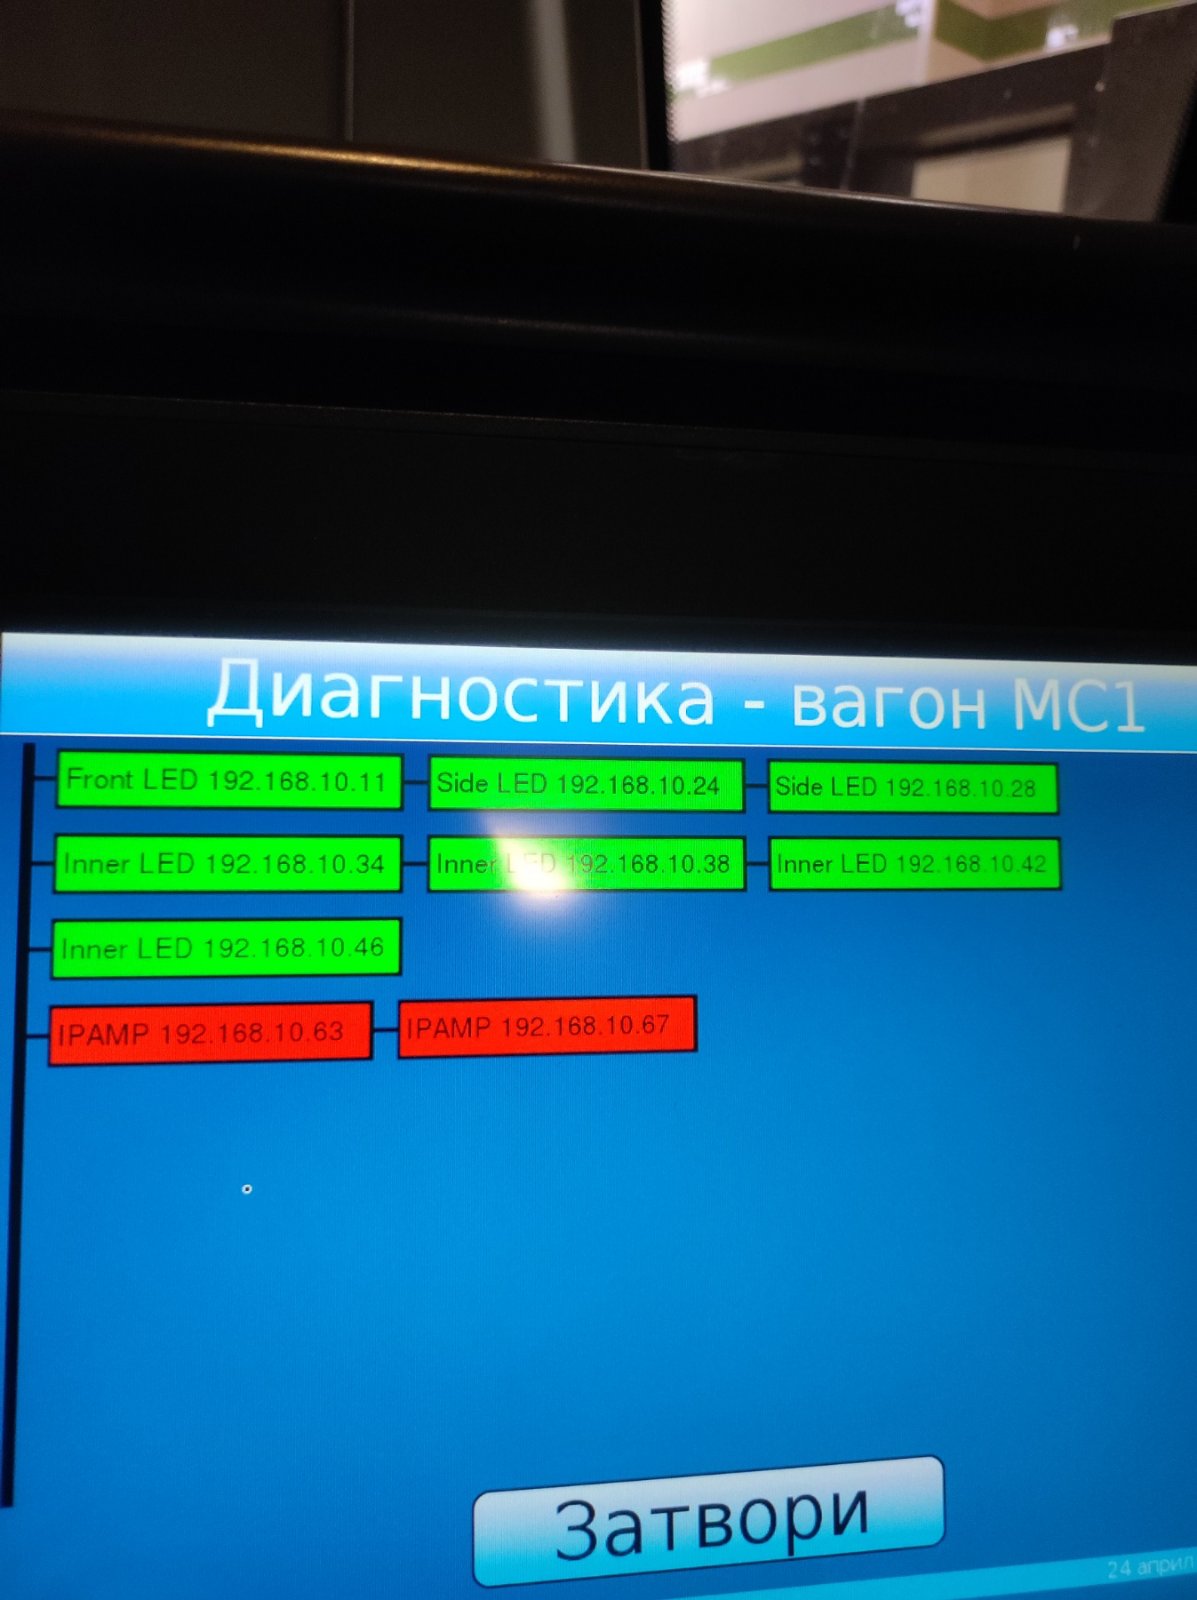 Диагностика - вагон МС1
Front LED 192.168.10.11 Side LED 192.168.10.24 Side LED 192.168.10.28
Inner LED 192.168.10.34 Inner LED 192.168.10.38 Inner LED 192.168.10.42
Inner LED 192.168.10.46
IPAMP 192.168.10.63 IPAMP 192.168.10.67
Затвори
24 април